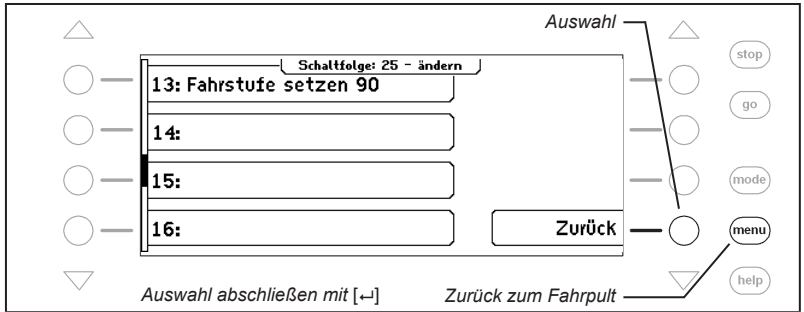 Auswahl
Schaltfolge: 25 - ändern
stop
13: Fahrstufe setzen 90
go
14:
15:
mode
16:
Zurück
menu
help
Auswahl abschließen mit [↵]
Zurück zum Fahrpult